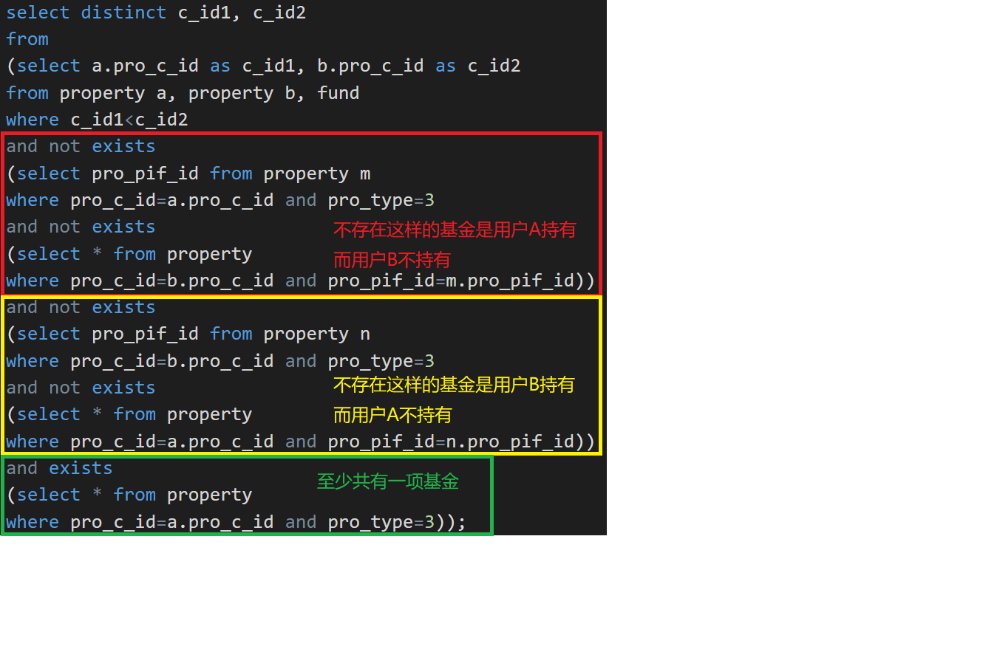 select distinct c_id1, c_id2
from
(select a.pro_c_id as c_id1, b.pro_c_id as c_id2
from property a, property b, fund
where c_id1<c_id2
and not exists
(select pro_pif_id from property m
where pro_c_id=a.pro_c_id and pro_type=3
and not exists
不存在这样的基金是用户A持有
(select * from property
而用户B不持有
where pro_c_id=b.pro_c_id and pro_pif_id=m.pro_pif_id))
and not exists
(select pro_pif_id from property n
where pro_c_id=b.pro_c_id and pro_type=3
and not exists
不存在这样的基金是用户B持有
(select * from property
而用户A不持有
where pro_c_id=a.pro_c_id and pro_pif_id=n.pro_pif_id))
and exists
至少共有一项基金
(select * from property
where pro_c_id=a.pro_c_id and pro_type=3));